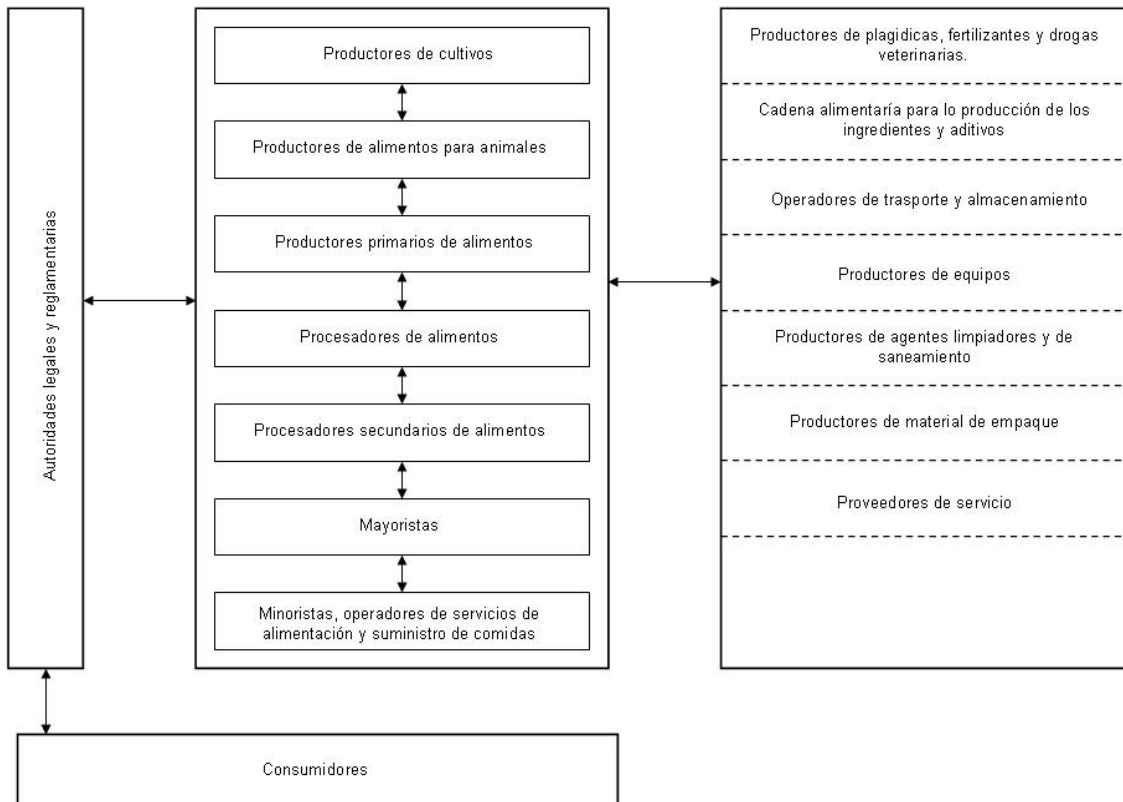 Autoridades legales y reglamentarias
Productores de cultivos
Productores de alimentos para animales
Productores primarios de alimentos
Procesadores de alimentos
Procesadores secundarios de alimentos
Mayoristas
Minoristas, operadores de servicios de
alimentación y suministro de comidas
Productores de plagidicas, fertilizantes y drogas
veterinarias.
Cadena alimentaría para lo producción de los
ingredientes y aditivos
Operadores de trasporte y almacenamiento
Productores de equipos
Productores de agentes limpiadores y de
saneamiento
Productores de material de empaque
Proveedores de servicio
Consumidores